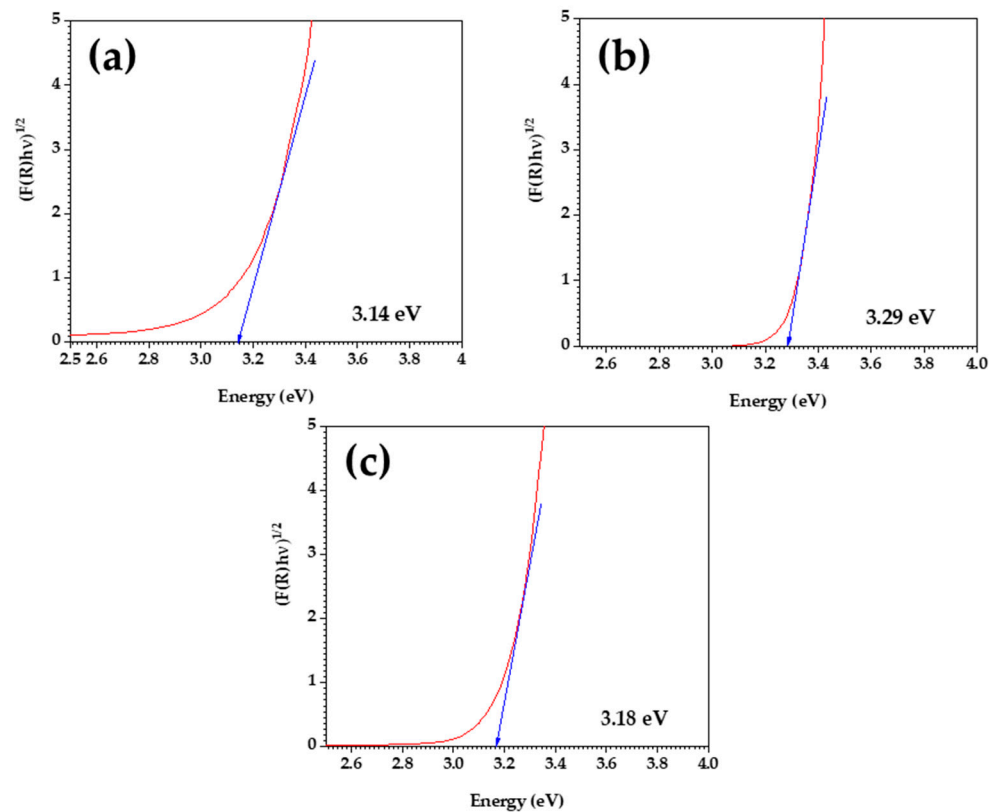 (a)
(F(R)hν)^1/2
5
4
3
2
1
0
2.5 2.6 2.8 3.0 3.2 3.4 3.6 3.8 4
3.14 eV
Energy (eV)
(b)
(F(R)hν)^1/2
5
4
3
2
1
0
2.6 2.8 3.0 3.2 3.4 3.6 3.8 4.0
3.29 eV
Energy (eV)
(c)
(F(R)hν)^1/2
5
4
3
2
1
0
2.6 2.8 3.0 3.2 3.4 3.6 3.8 4.0
3.18 eV
Energy (eV)